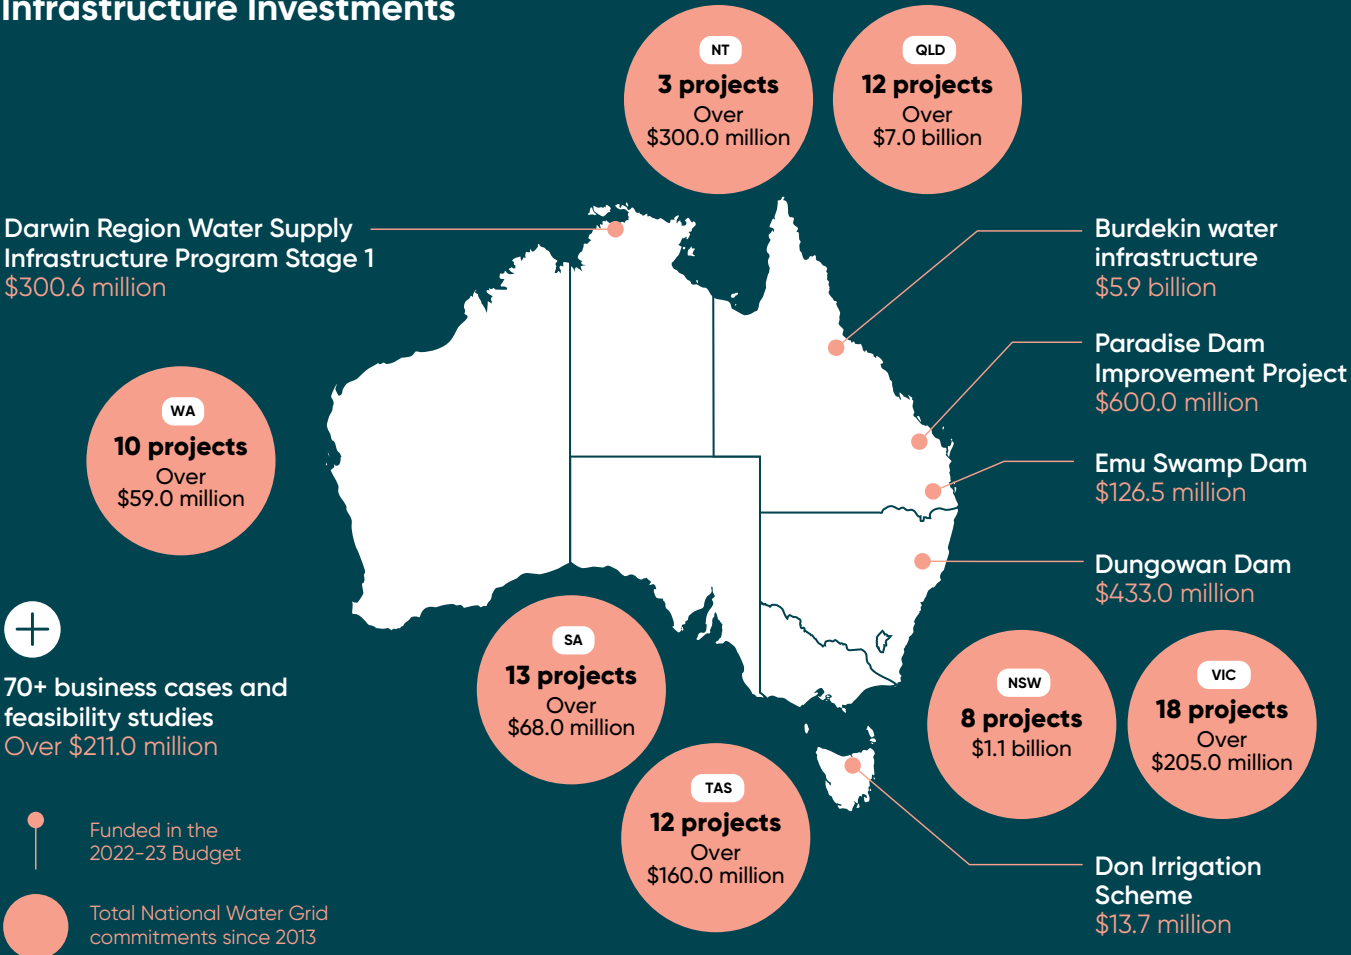 Infrastructure Investments
NT
3 projects
Over
$300.0 million
QLD
12 projects
Over
$7.0 billion
Darwin Region Water Supply
Infrastructure Program Stage 1
$300.6 million
Burdekin water
infrastructure
$5.9 billion
Paradise Dam
Improvement Project
$600.0 million
WA
10 projects
Over
$59.0 million
Emu Swamp Dam
$126.5 million
Dungowan Dam
$433.0 million
SA
13 projects
Over
$68.0 million
NSW
8 projects
$1.1 billion
VIC
18 projects
Over
$205.0 million
70+ business cases and
feasibility studies
Over $211.0 million
TAS
12 projects
Over
$160.0 million
Don Irrigation
Scheme
$13.7 million
Funded in the
2022-23 Budget
Total National Water Grid
commitments since 2013